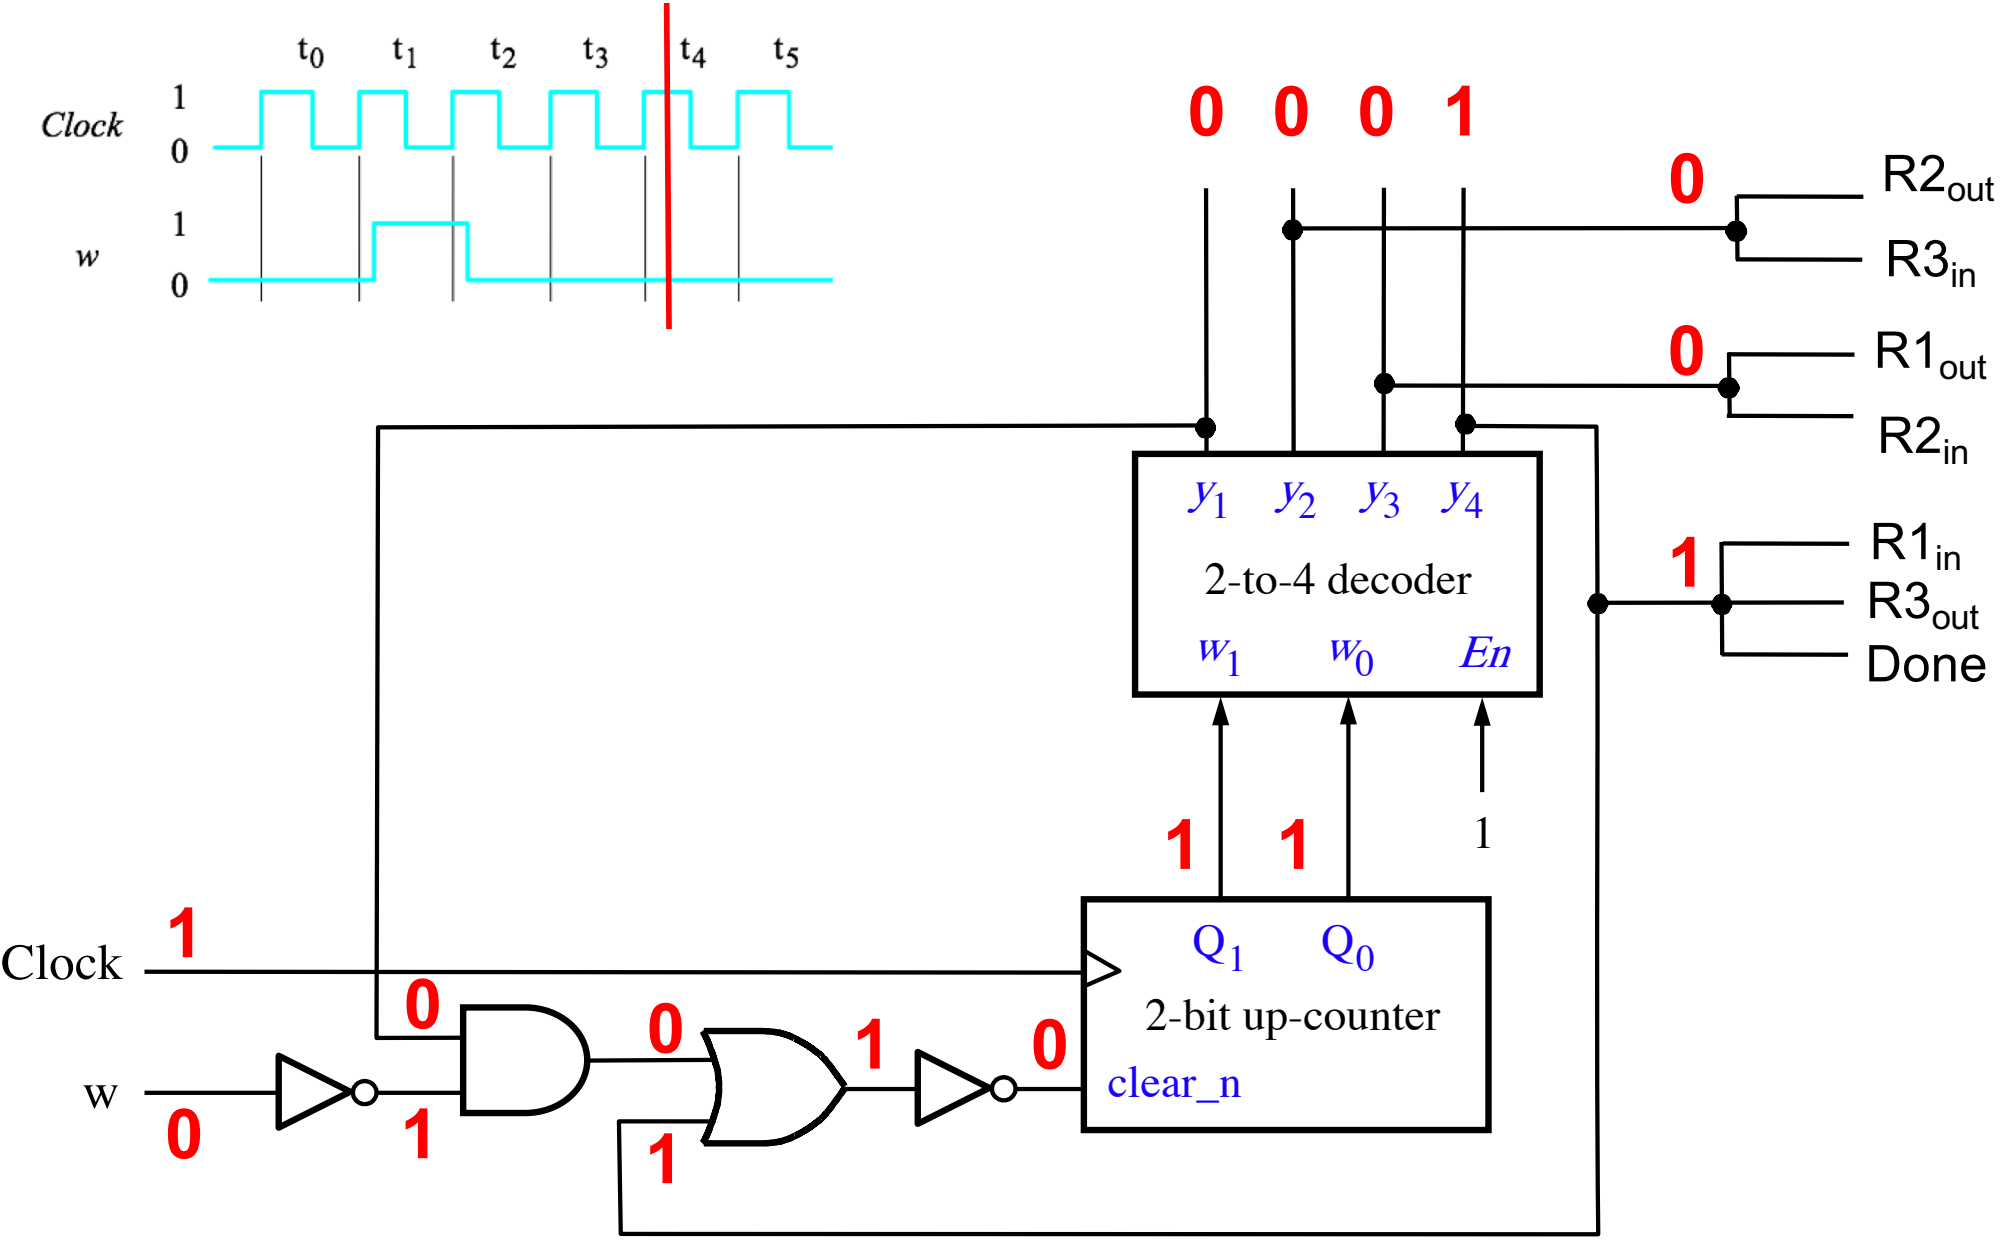 t0 t1 t2 t3 t4 t5
Clock 1 0
w 1 0
0 0 0 1
0 R2out
R3in
0 R1out
R2in
y1 y2 y3 y4
2-to-4 decoder
w1 w0 En
1 R1in
R3out
Done
1 1 1
Clock 1
Q1 Q0
2-bit up-counter
clear_n
0 0 1 0
w 0 1 1